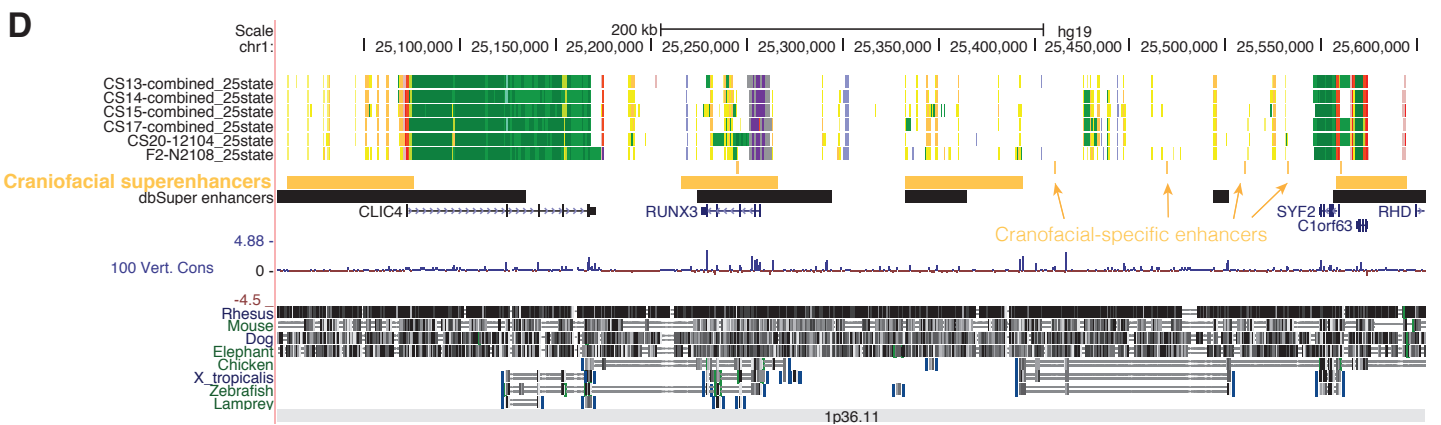 D
Scale 200 kb hg19
chr1: 25,100,000 25,150,000 25,200,000 25,250,000 25,300,000 25,350,000 25,400,000 25,450,000 25,500,000 25,550,000 25,600,000
CS13-combined_25state
CS14-combined_25state
CS15-combined_25state
CS17-combined_25state
CS20-12104_25state
F2-N2108_25state
Craniofacial superenhancers
dbSuper enhancers
CLIC4 RUNX3 SYF2 RHD
C1orf63
Cranofacial-specific enhancers
4.88 -
100 Vert. Cons
0 -
-4.5 _
Rhesus
Mouse
Dog
Elephant
Chicken
X_tropicalis
Zebrafish
Lamprey
1p36.11